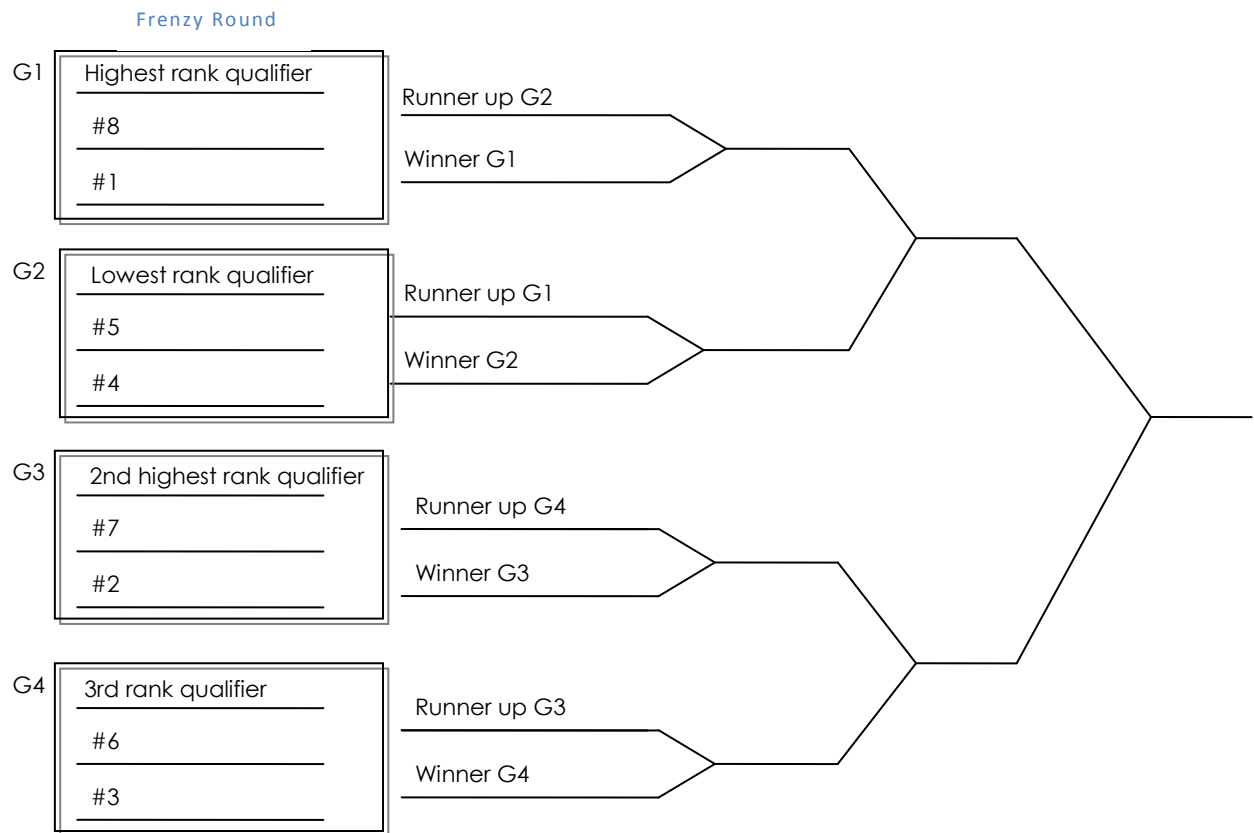 Frenzy Round
G1
Highest rank qualifier
#8
#1
Runner up G2
Winner G1
G2
Lowest rank qualifier
#5
#4
Runner up G1
Winner G2
G3
2nd highest rank qualifier
#7
#2
Runner up G4
Winner G3
G4
3rd rank qualifier
#6
#3
Runner up G3
Winner G4